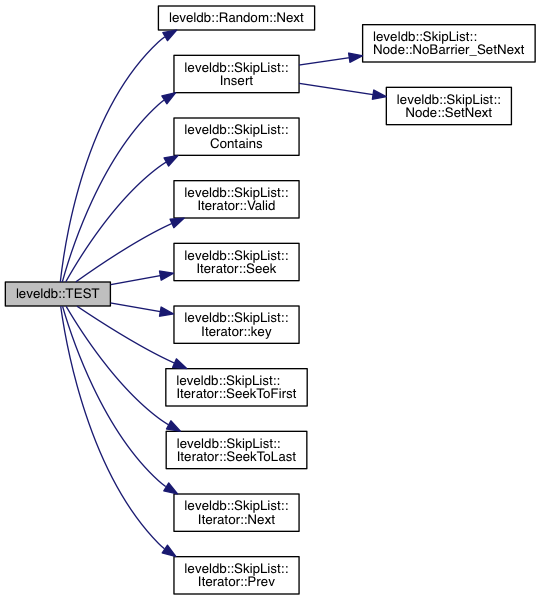 leveldb::TEST
leveldb::Random::Next
leveldb::SkipList::
Insert
leveldb::SkipList::
Node::NoBarrier_SetNext
leveldb::SkipList::
Node::SetNext
leveldb::SkipList::
Contains
leveldb::SkipList::
Iterator::Valid
leveldb::SkipList::
Iterator::Seek
leveldb::SkipList::
Iterator::key
leveldb::SkipList::
Iterator::SeekToFirst
leveldb::SkipList::
Iterator::SeekToLast
leveldb::SkipList::
Iterator::Next
leveldb::SkipList::
Iterator::Prev